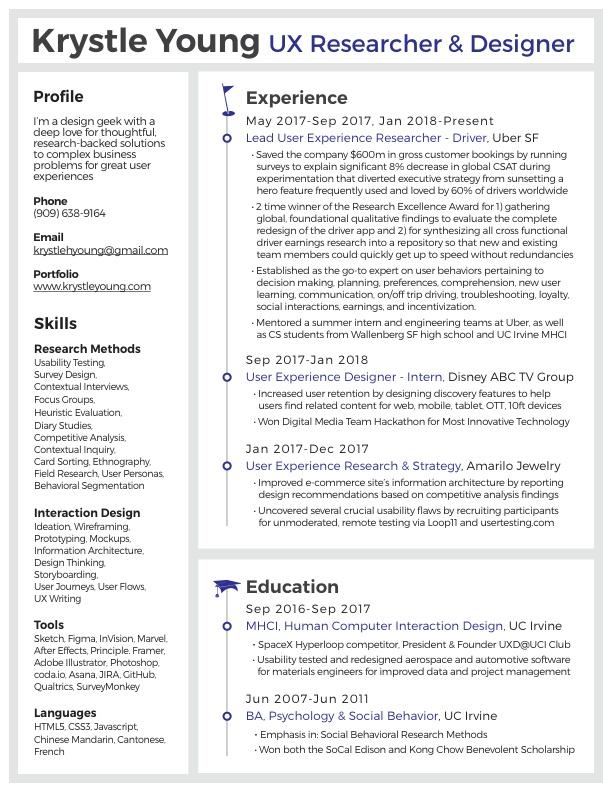 Krystle Young UX Researcher & Designer
Profile
I'm a design geek with a
deep love for thoughtful,
research-backed solutions
to complex business
problems for great user
experiences
Phone
(909) 638-9164
Email
krystlehyoung@gmail.com
Portfolio
www.krystleyoung.com
Skills
Research Methods
Usability Testing,
Survey Design,
Contextual Interviews,
Focus Groups,
Heuristic Evaluation,
Diary Studies,
Competitive Analysis,
Contextual Inquiry,
Card Sorting, Ethnography,
Field Research, User Personas,
Behavioral Segmentation
Interaction Design
Ideation, Wireframing,
Prototyping, Mockups,
Information Architecture,
Design Thinking,
Storyboarding,
User Journeys, User Flows,
UX Writing
Tools
Sketch, Figma, InVision, Marvel,
After Effects, Principle, Framer,
Adobe Illustrator, Photoshop,
coda.io, Asana, JIRA, GitHub,
Qualtrics, SurveyMonkey
Languages
HTML5, CSS3, Javascript,
Chinese Mandarin, Cantonese,
French
Experience
May 2017-Sep 2017, Jan 2018-Present
Lead User Experience Researcher - Driver, Uber SF
• Saved the company $600m in gross customer bookings by running
surveys to explain significant 8% decrease in global CSAT during
experimentation that diverted executive strategy from sunsetting a
hero feature frequently used and loved by 60% of drivers worldwide
• 2 time winner of the Research Excellence Award for 1) gathering
global, foundational qualitative findings to evaluate the complete
redesign of the driver app and 2) for synthesizing all cross functional
driver earnings research into a repository so that new and existing
team members could quickly get up to speed without redundancies
• Established as the go-to expert on user behaviors pertaining to
decision making, planning, preferences, comprehension, new user
learning, communication, on/off trip driving, troubleshooting, loyalty,
social interactions, earnings, and incentivization.
• Mentored a summer intern and engineering teams at Uber, as well
as CS students from Wallenberg SF high school and UC Irvine MHCI
Sep 2017-Jan 2018
User Experience Designer - Intern, Disney ABC TV Group
• Increased user retention by designing discovery features to help
users find related content for web, mobile, tablet, OTT, 10ft devices
• Won Digital Media Team Hackathon for Most Innovative Technology
Jan 2017-Dec 2017
User Experience Research & Strategy, Amarilo Jewelry
• Improved e-commerce site's information architecture by reporting
design recommendations based on competitive analysis findings
• Uncovered several crucial usability flaws by recruiting participants
for unmoderated, remote testing via Loop11 and usertesting.com
Education
Sep 2016-Sep 2017
MHCI, Human Computer Interaction Design, UC Irvine
• SpaceX Hyperloop competitor, President & Founder UXD@UCI Club
• Usability tested and redesigned aerospace and automotive software
for materials engineers for improved data and project management
Jun 2007-Jun 2011
BA, Psychology & Social Behavior, UC Irvine
• Emphasis in: Social Behavioral Research Methods
• Won both the SoCal Edison and Kong Chow Benevolent Scholarship